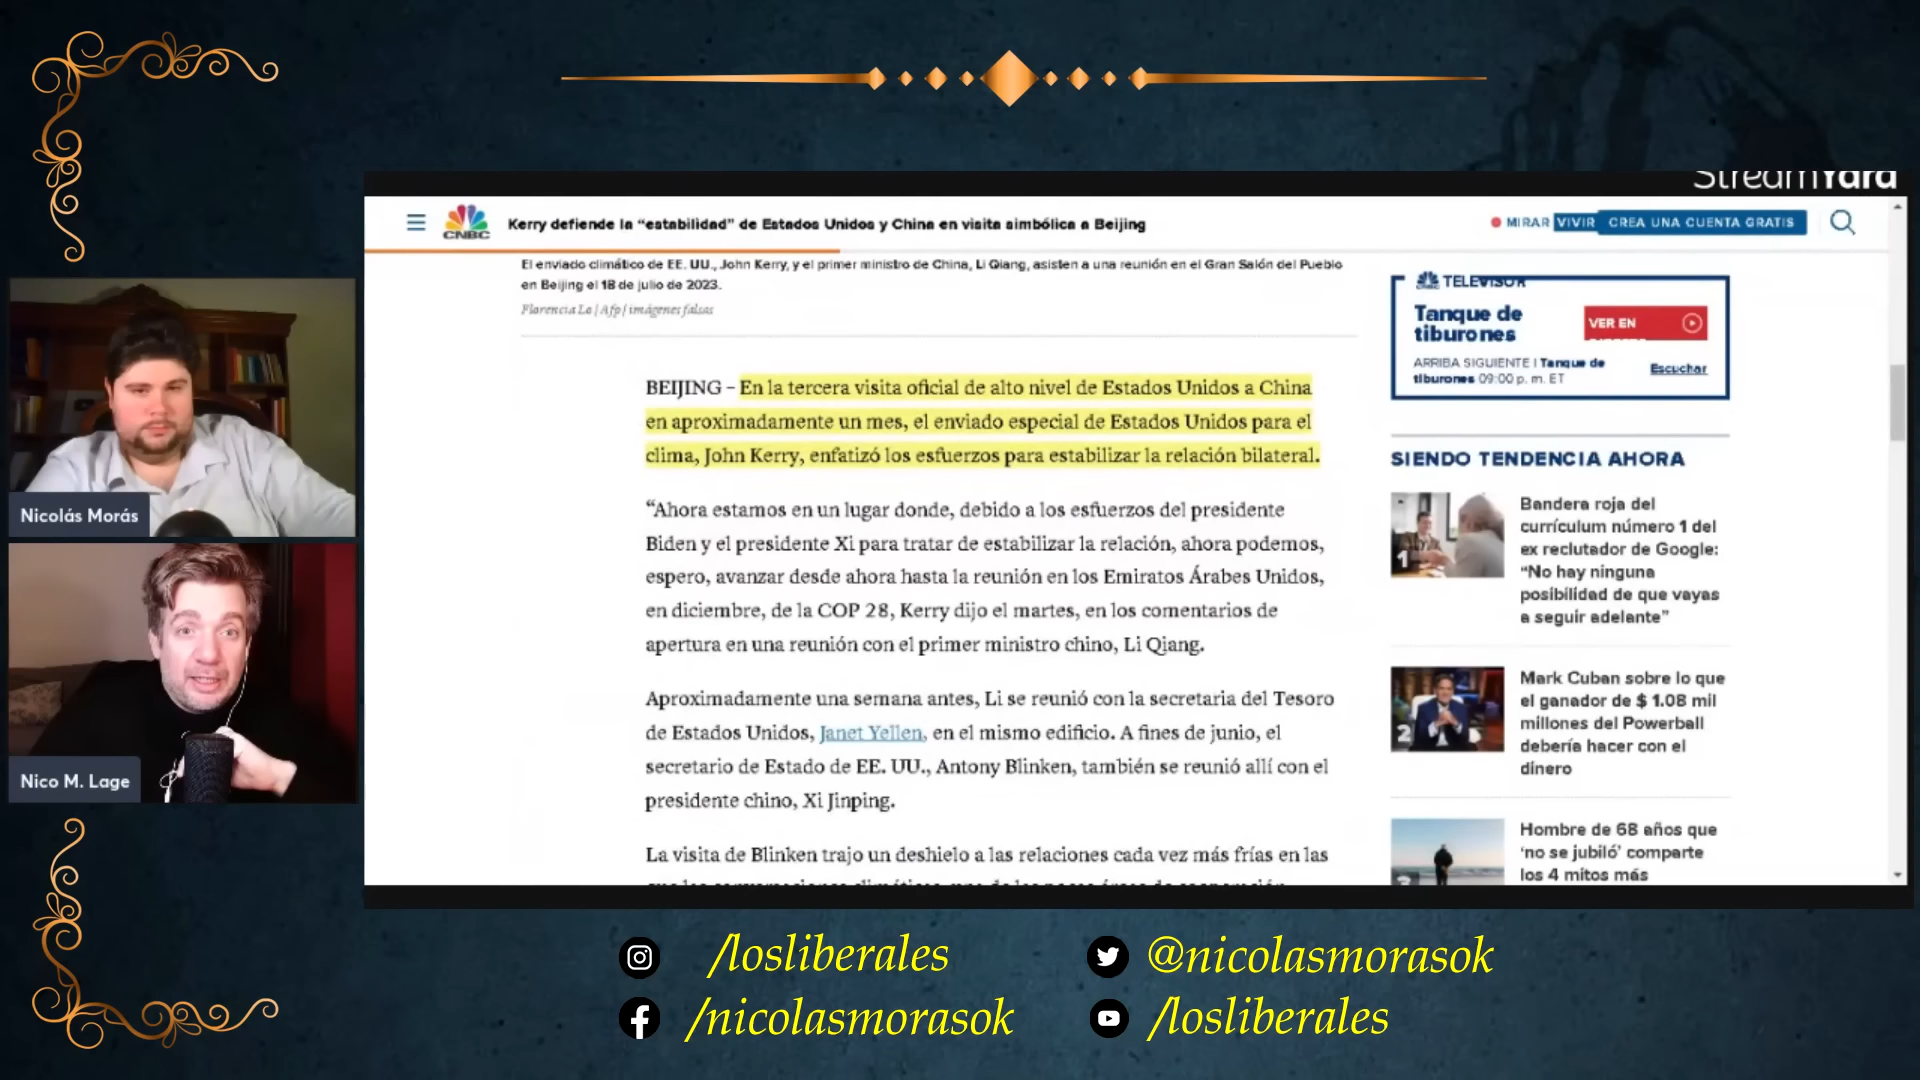 StreamYard
CNBC
Kerry defiende la “estabilidad” de Estados Unidos y China en visita simbólica a Beijing
MIRAR VIVIR
CREA UNA CUENTA GRATIS
El enviado climático de EE. UU., John Kerry, y el primer ministro de China, Li Qiang, asisten a una reunión en el Gran Salón del Pueblo
en Beijing el 18 de julio de 2023.
Florencia Lo | Afp | imágenes falsas
BEIJING – En la tercera visita oficial de alto nivel de Estados Unidos a China
en aproximadamente un mes, el enviado especial de Estados Unidos para el
clima, John Kerry, enfatizó los esfuerzos para estabilizar la relación bilateral.
“Ahora estamos en un lugar donde, debido a los esfuerzos del presidente
Biden y el presidente Xi para tratar de estabilizar la relación, ahora podemos,
espero, avanzar desde ahora hasta la reunión en los Emiratos Árabes Unidos,
en diciembre, de la COP 28, Kerry dijo el martes, en los comentarios de
apertura en una reunión con el primer ministro chino, Li Qiang.
Aproximadamente una semana antes, Li se reunió con la secretaria del Tesoro
de Estados Unidos, Janet Yellen, en el mismo edificio. A fines de junio, el
secretario de Estado de EE. UU., Antony Blinken, también se reunió allí con el
presidente chino, Xi Jinping.
La visita de Blinken trajo un deshielo a las relaciones cada vez más frías en las
TELEVISOR
Tanque de
tiburones
VER EN
ARRIBA SIGUIENTE | Tanque de
tiburones 09:00 p. m. ET
Escuchar
SIENDO TENDENCIA AHORA
1
Bandera roja del
currículum número 1 del
ex reclutador de Google:
“No hay ninguna
posibilidad de que vayas
a seguir adelante”
2
Mark Cuban sobre lo que
el ganador de $ 1.08 mil
millones del Powerball
debería hacer con el
dinero
Hombre de 68 años que
‘no se jubiló’ comparte
los 4 mitos más
Nicolás Morás
Nico M. Lage
/losliberales
@nicolasmorasok
/nicolasmorasok
/losliberales